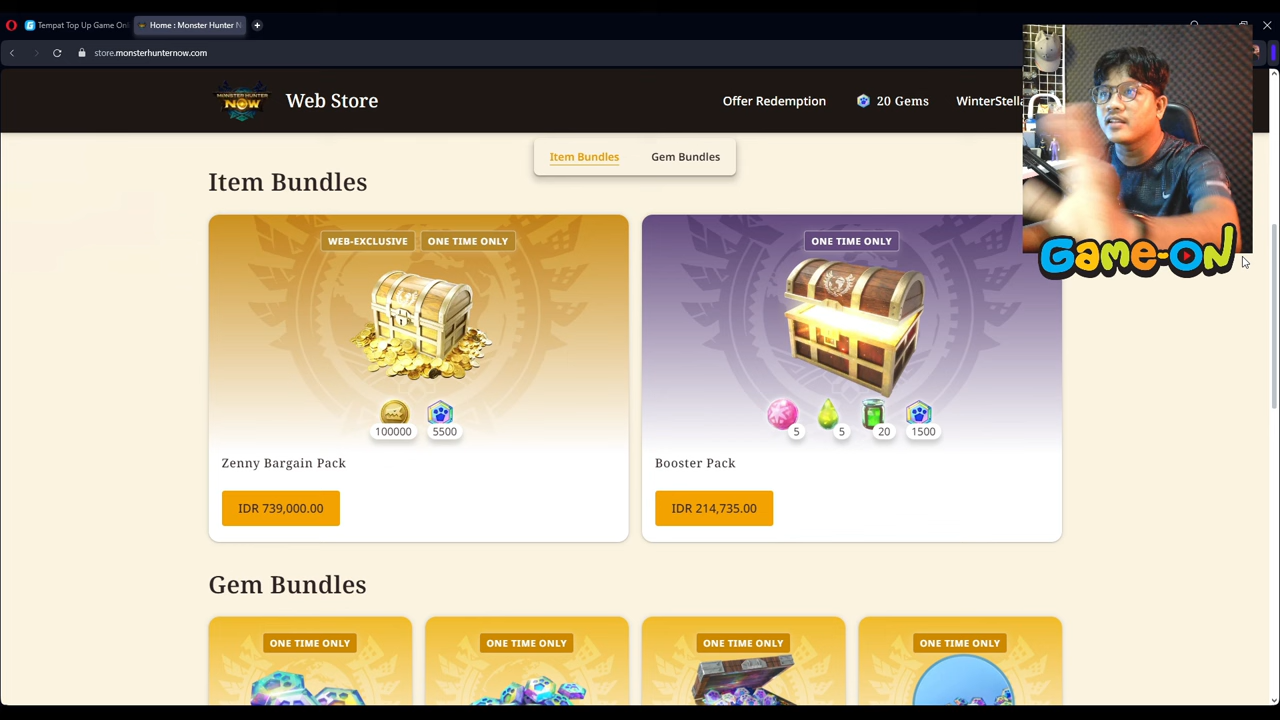 Tempat Top Up Game On
Home : Monster Hunter N
store.monsterhunternow.com
MONSTER HUNTER
NOW
Web Store
Offer Redemption
20 Gems
WinterStella
Item Bundles
Gem Bundles
GAME-ON
Item Bundles
WEB-EXCLUSIVE
ONE TIME ONLY
ONE TIME ONLY
100000
5500
5
5
20
1500
Zenny Bargain Pack
Booster Pack
IDR 739,000.00
IDR 214,735.00
Gem Bundles
ONE TIME ONLY
ONE TIME ONLY
ONE TIME ONLY
ONE TIME ONLY